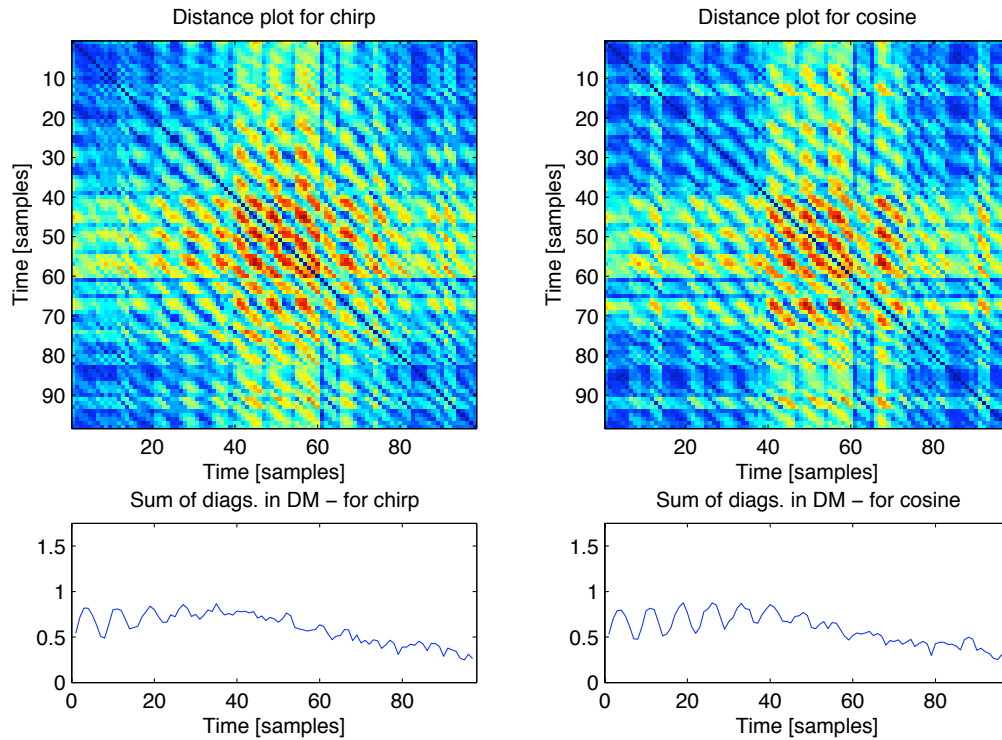 Distance plot for chirp
10
20
30
40
50
60
70
80
90
Time [samples]
20 40 60 80
Time [samples]
Distance plot for cosine
10
20
30
40
50
60
70
80
90
Time [samples]
20 40 60 80
Time [samples]
Sum of diags. in DM – for chirp
1.5
1
0.5
0
0 20 40 60 80
Time [samples]
Sum of diags. in DM – for cosine
1.5
1
0.5
0
20 40 60 80
Time [samples]